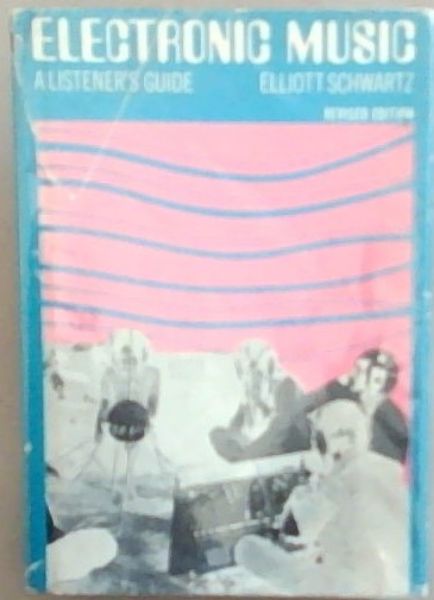 ELECTRONIC MUSIC
A LISTENER'S GUIDE ELLIOTT SCHWARTZ
REVISED EDITION